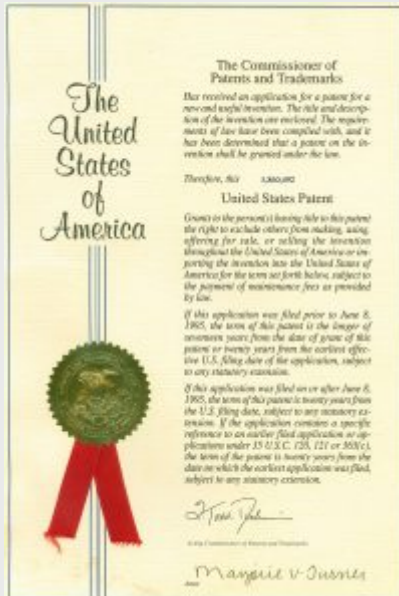 The
United
States
of
America
The Commissioner of
Patents and Trademarks
Has received an application for a patent for a
new and useful invention. The title and descrip-
tion of the invention are enclosed. The require-
ments of law have been complied with, and it
has been determined that a patent on the in-
vention shall be granted under the law.
Therefore, this
United States Patent
Grants to the person(s) having title to this patent
the right to exclude others from making, using,
offering for sale, or selling the invention
throughout the United States of America or im-
porting the invention into the United States of
America for the term set forth below, subject to
the payment of maintenance fees as provided
by law.
If this application was filed prior to June 8,
1995, the term of this patent is the longer of
seventeen years from the date of grant of this
patent or twenty years from the earliest effec-
tive U.S. filing date of the application, subject
to any statutory extension.
If this application was filed on or after June 8,
1995, the term of this patent is twenty years from
the U.S. filing date, subject to any statutory ex-
tension. If the application contains a specific
reference to an earlier filed application or ap-
plications under 35 U.S.C. 120, 121 or 365(c),
the term of the patent is twenty years from the
date on which the earliest application was filed,
subject to any statutory extension.
Commissioner of Patents and Trademarks
Marjorie V Turner